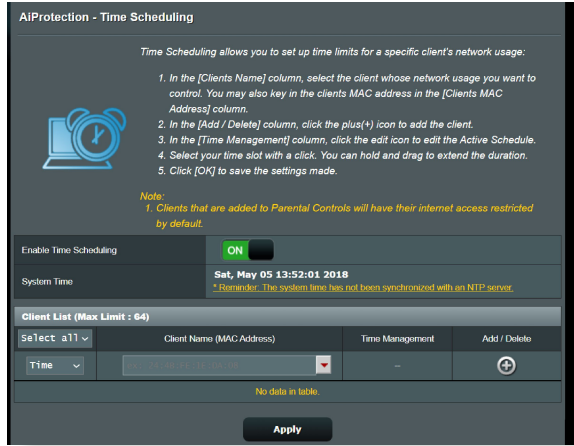 AiProtection - Time Scheduling
Time Scheduling allows you to set up time limits for a specific client's network usage:
1. In the [Clients Name] column, select the client whose network usage you want to
control. You may also key in the clients MAC address in the [Clients MAC
Address] column.
2. In the [Add / Delete] column, click the plus(+) icon to add the client.
3. In the [Time Management] column, click the edit icon to edit the Active Schedule.
4. Select your time slot with a click. You can hold and drag to extend the duration.
5. Click [OK] to save the settings made.
Note:
1. Clients that are added to Parental Controls will have their internet access restricted
by default.
Enable Time Scheduling ON
System Time Sat, May 05 13:52:01 2018
* Reminder: The system time has not been synchronized with an NTP server.
Client List (Max Limit : 64)
Select all Client Name (MAC Address) Time Management Add / Delete
Time --
No data in table.
Apply